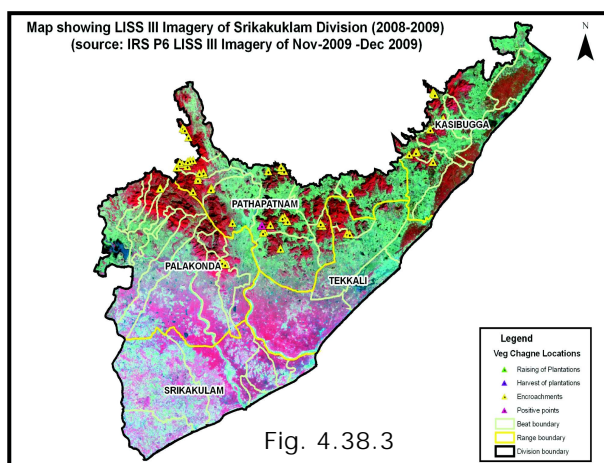 Map showing LISS III Imagery of Srikakuklam Division (2008-2009)
(source: IRS P6 LISS III Imagery of Nov-2009 -Dec 2009)
N
KASIBUGGA
PATHAPATNAM
PALAKONDA
TEKKALI
SRIKAKULAM
Fig. 4.38.3
Legend
Veg Chagne Locations
Raising of Plantations
Harvest of plantations
Encroachments
Positive points
Beat boundary
Range boundary
Division boundary